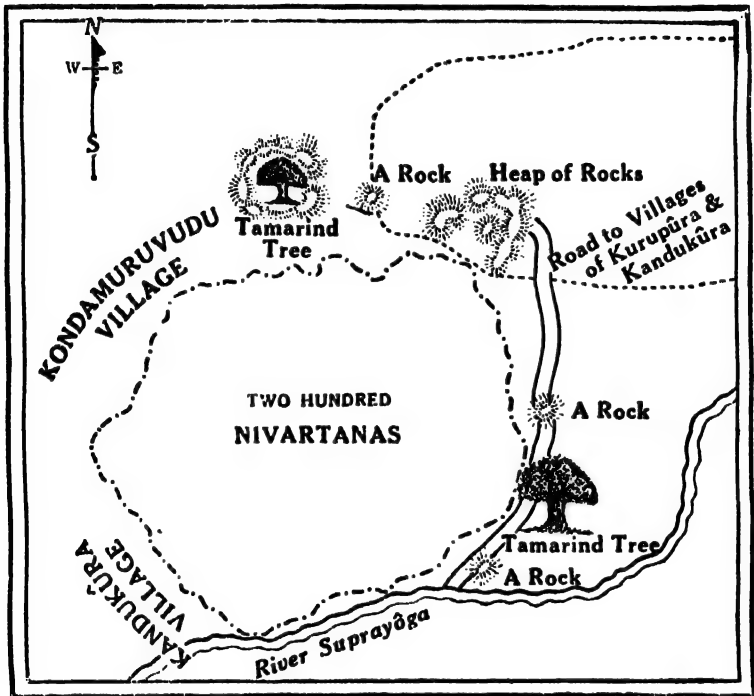 N
W E
S
A Rock
Heap of Rocks
Tamarind
Tree
Road to Villages
of Kurupûra &
Kandukûra
KONDAMURUVUDU
VILLAGE
TWO HUNDRED
NIVARTANAS
A Rock
Tamarind Tree
A Rock
KANDUKÛRA
VILLAGE
River Suprayôga